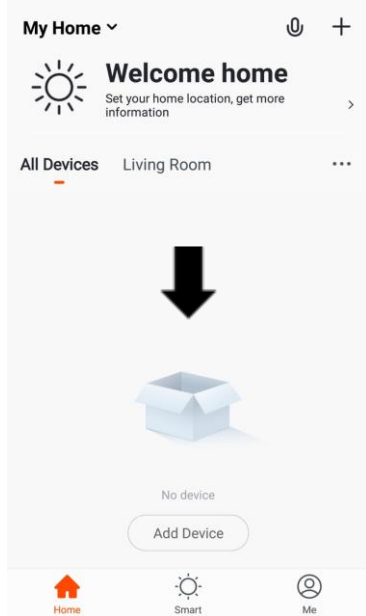 My Home
Welcome home
Set your home location, get more
information
All Devices Living Room
No device
Add Device
Home Smart Me